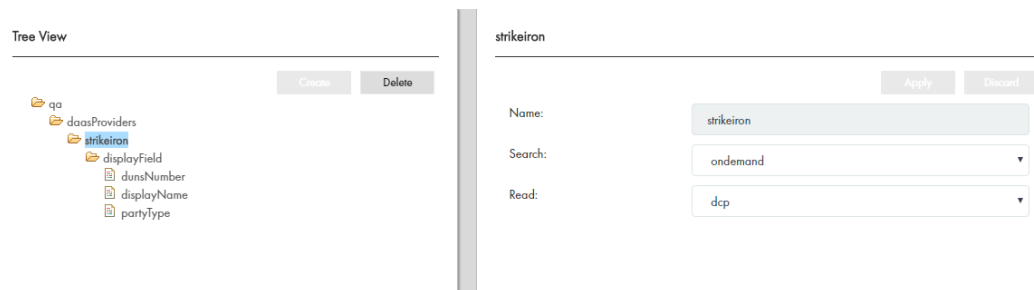 Tree View
Create
Delete
qa
daasProviders
strikeiron
displayField
dunsNumber
displayName
partyType
strikeiron
Apply
Discard
Name:
strikeiron
Search:
ondemand
Read:
dcp